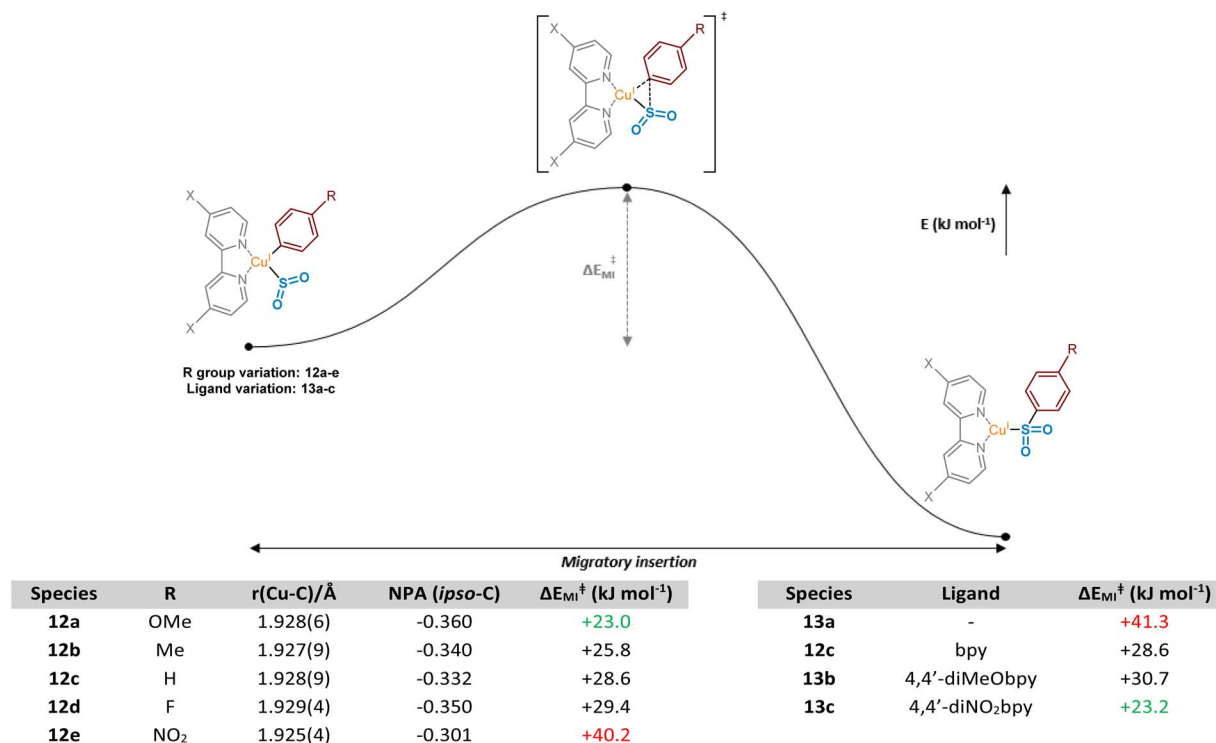 ‡
R
X
N
Cu^I
S
O
O
N
X
R
X
N
Cu^I
S
O
O
N
X
R group variation: 12a-e
Ligand variation: 13a-c
ΔE_MI^‡
E (kJ mol⁻¹)
R
X
N
Cu^I
S
O
O
N
X
Migratory insertion
Species R r(Cu-C)/Å NPA (ipso-C) ΔE_MI^‡ (kJ mol⁻¹)
12a OMe 1.928(6) -0.360 +23.0
12b Me 1.927(9) -0.340 +25.8
12c H 1.928(9) -0.332 +28.6
12d F 1.929(4) -0.350 +29.4
12e NO₂ 1.925(4) -0.301 +40.2
Species Ligand ΔE_MI^‡ (kJ mol⁻¹)
13a - +41.3
12c bpy +28.6
13b 4,4'-diMeObpy +30.7
13c 4,4'-diNO₂bpy +23.2